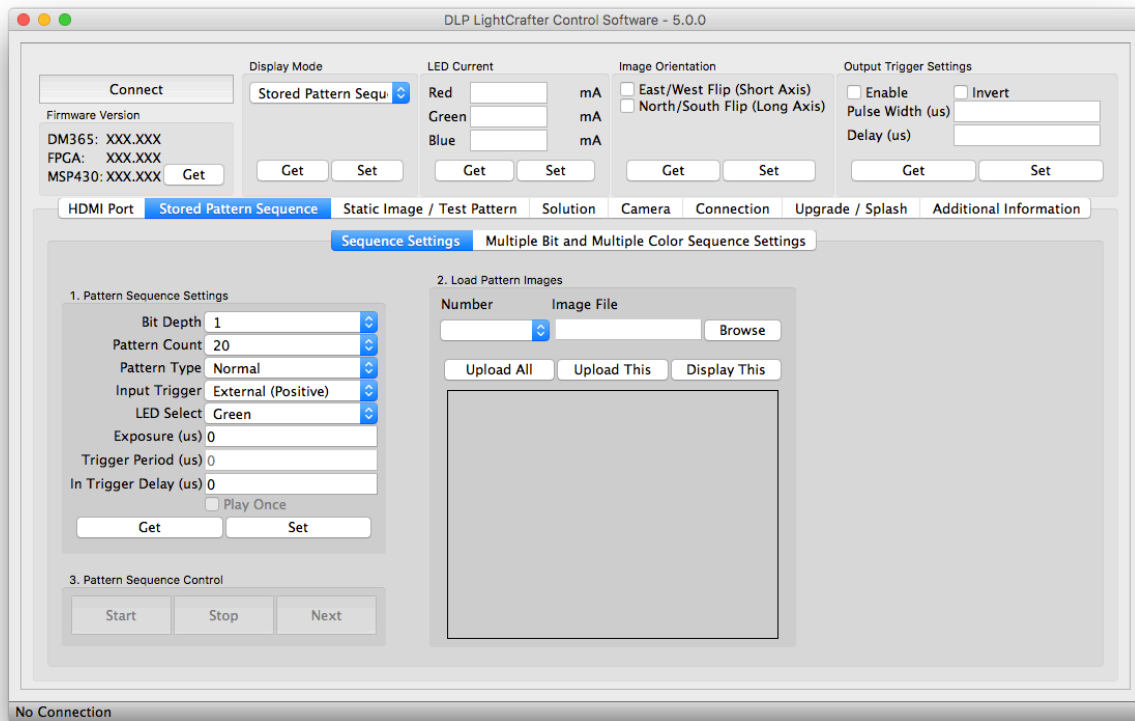 DLP LightCrafter Control Software - 5.0.0
Connect
Firmware Version
DM365: XXX.XXX
FPGA: XXX.XXX
MSP430: XXX.XXX Get
Display Mode
Stored Pattern Sequ
Get Set
LED Current
Red mA
Green mA
Blue mA
Get Set
Image Orientation
East/West Flip (Short Axis)
North/South Flip (Long Axis)
Get Set
Output Trigger Settings
Enable Invert
Pulse Width (us)
Delay (us)
Get Set
HDMI Port Stored Pattern Sequence Static Image / Test Pattern Solution Camera Connection Upgrade / Splash Additional Information
Sequence Settings Multiple Bit and Multiple Color Sequence Settings
1. Pattern Sequence Settings
Bit Depth 1
Pattern Count 20
Pattern Type Normal
Input Trigger External (Positive)
LED Select Green
Exposure (us) 0
Trigger Period (us) 0
In Trigger Delay (us) 0
Play Once
Get Set
2. Load Pattern Images
Number Image File
Browse
Upload All Upload This Display This
3. Pattern Sequence Control
Start Stop Next
No Connection